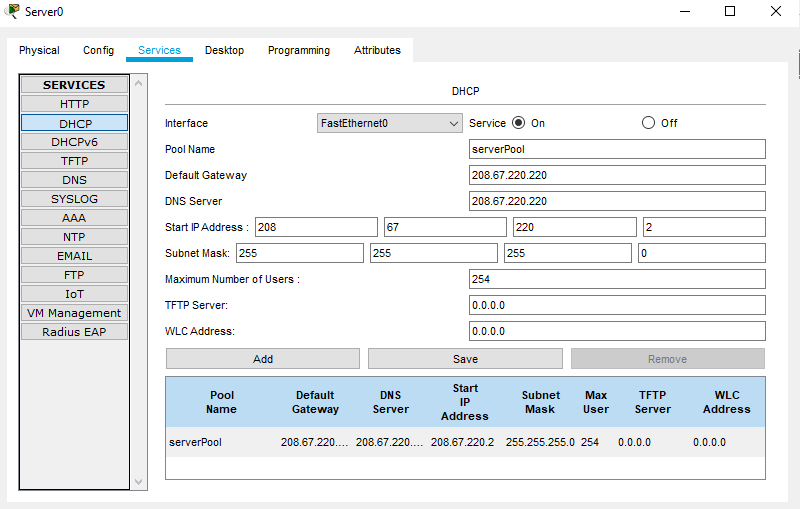 Server0
Physical Config Services Desktop Programming Attributes
SERVICES
HTTP
DHCP
DHCPv6
TFTP
DNS
SYSLOG
AAA
NTP
EMAIL
FTP
IoT
VM Management
Radius EAP
DHCP
Interface FastEthernet0 Service On Off
Pool Name serverPool
Default Gateway 208.67.220.220
DNS Server 208.67.220.220
Start IP Address : 208 67 220 2
Subnet Mask: 255 255 255 0
Maximum Number of Users : 254
TFTP Server: 0.0.0.0
WLC Address: 0.0.0.0
Add Save Remove
Pool Name Default Gateway DNS Server Start IP Address Subnet Mask Max User TFTP Server WLC Address
serverPool 208.67.220.... 208.67.220.... 208.67.220.2 255.255.255.0 254 0.0.0.0 0.0.0.0